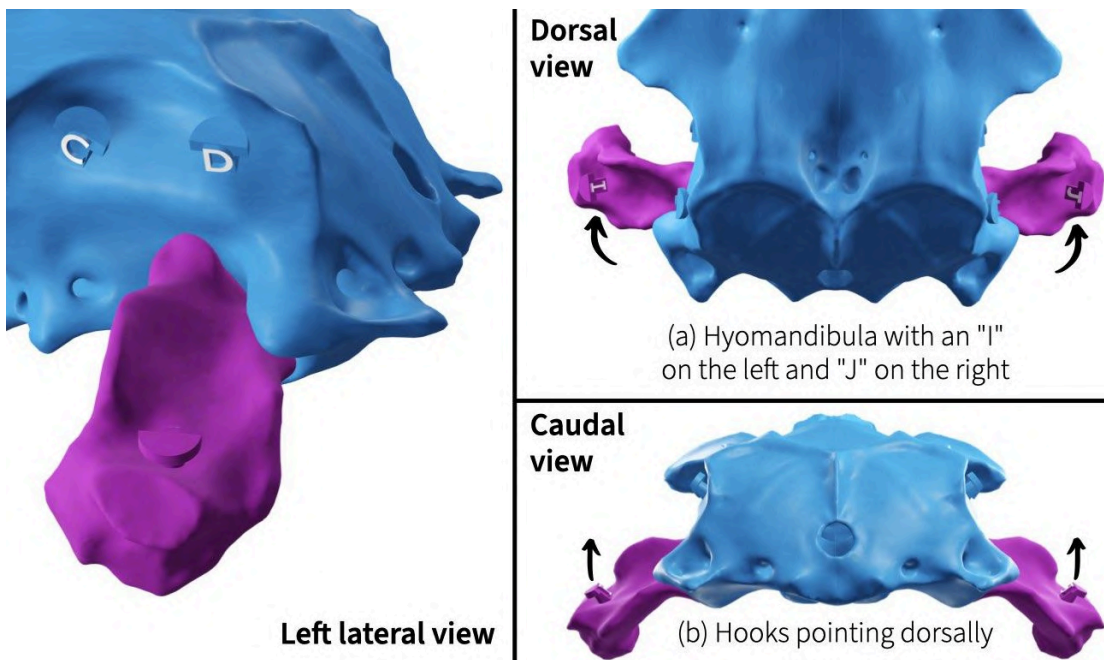 C
D
Left lateral view
Dorsal
view
I
J
(a) Hyomandibula with an "I"
on the left and "J" on the right
Caudal
view
(b) Hooks pointing dorsally